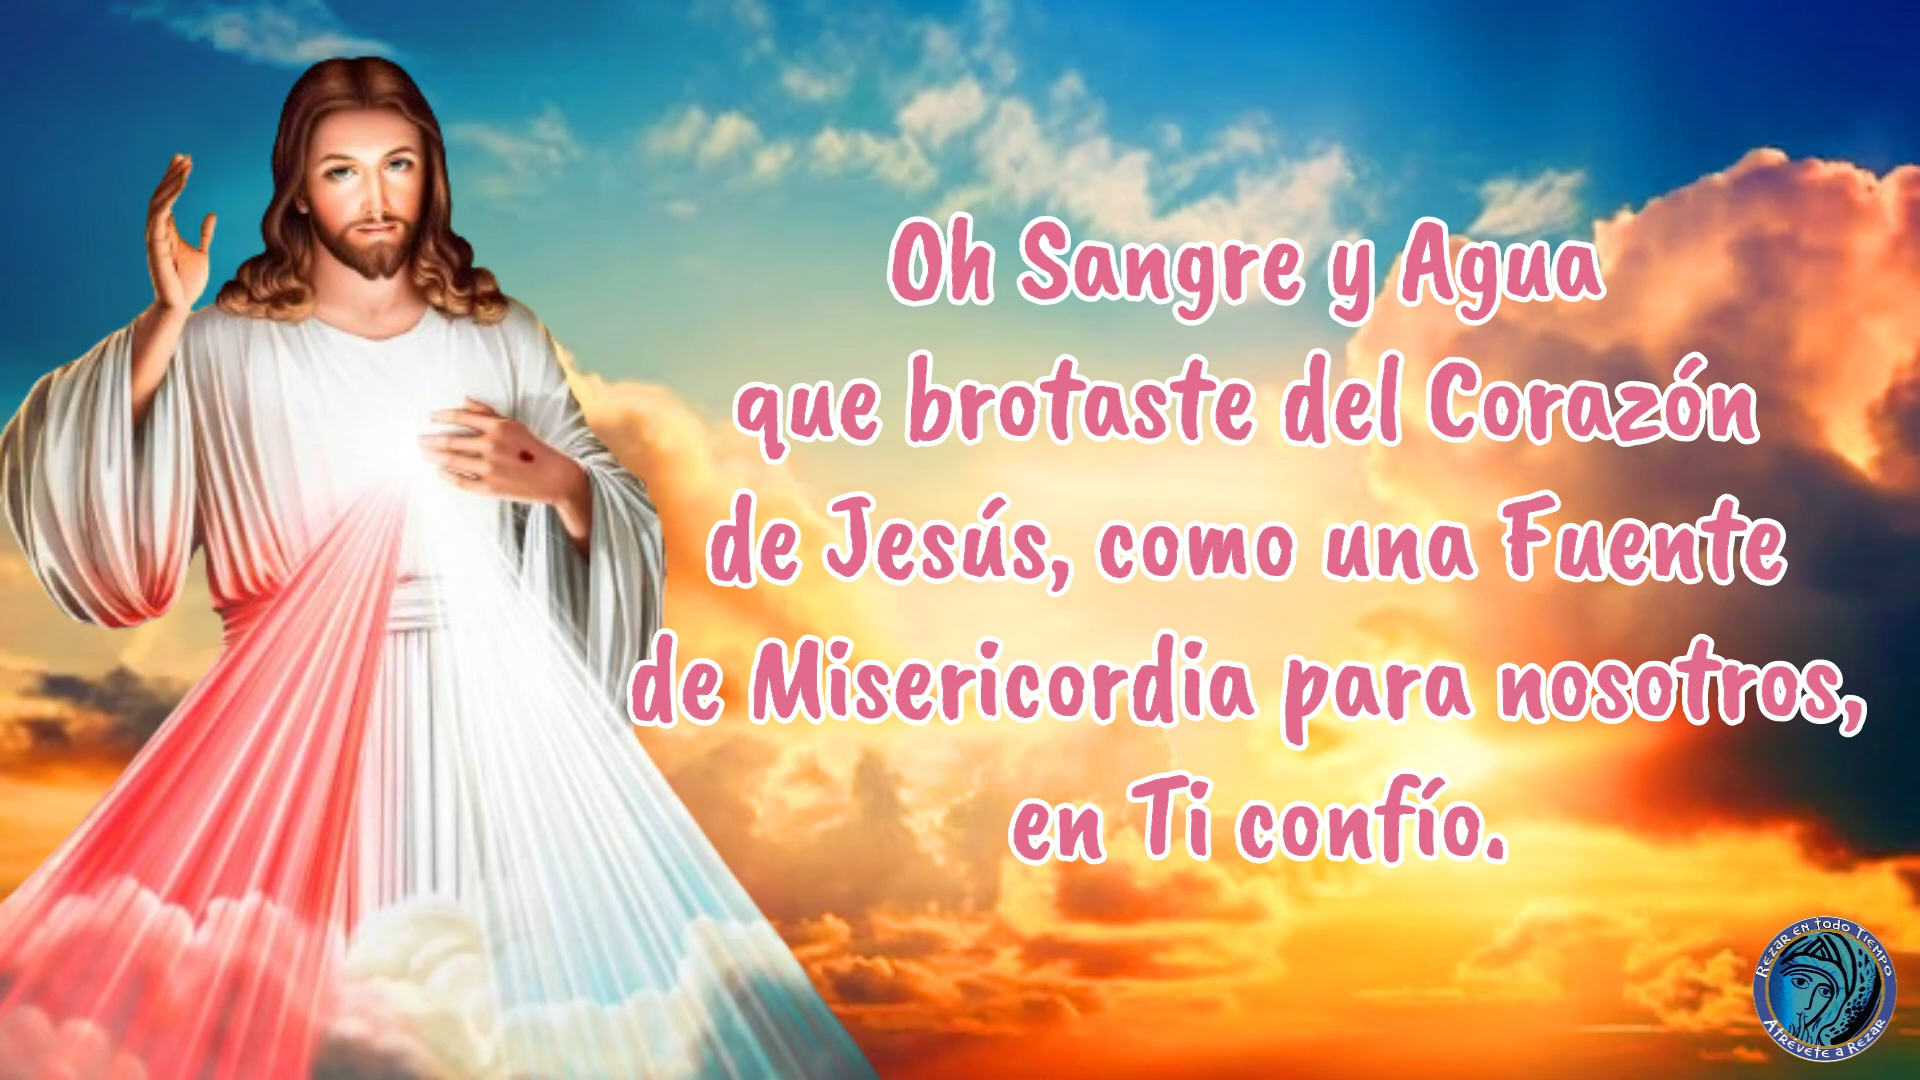 Oh Sangre y Agua
que brotaste del Corazón
de Jesús, como una Fuente
de Misericordia para nosotros,
en Ti confío.
Rezar en todo Tiempo
Atrévete a Rezar